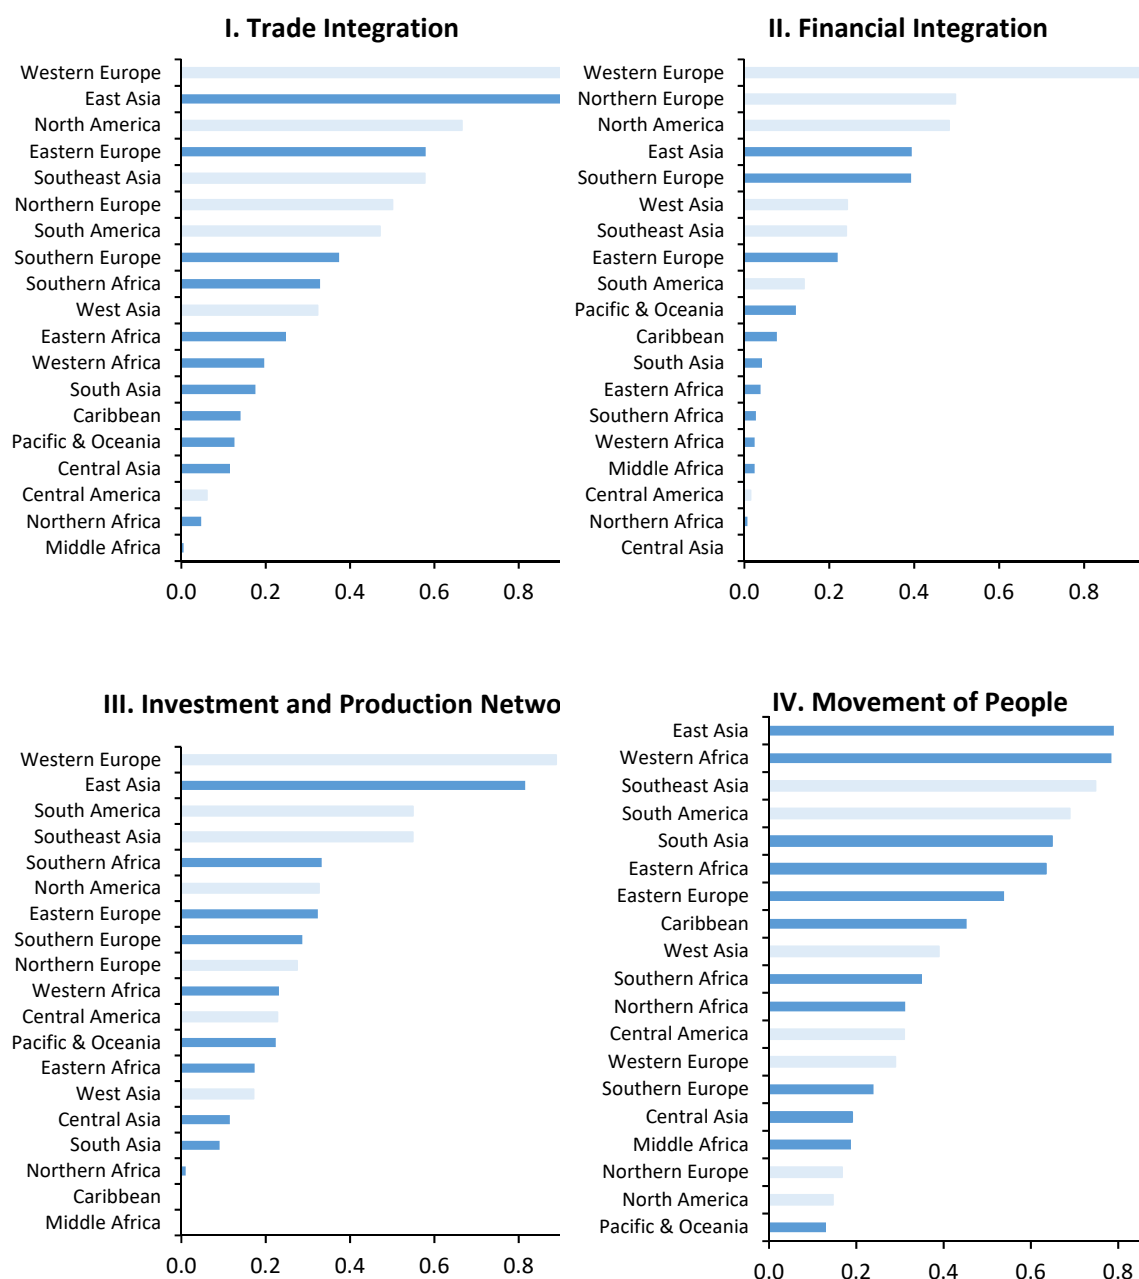 I. Trade Integration
Western Europe
East Asia
North America
Eastern Europe
Southeast Asia
Northern Europe
South America
Southern Europe
Southern Africa
West Asia
Eastern Africa
Western Africa
South Asia
Caribbean
Pacific & Oceania
Central Asia
Central America
Northern Africa
Middle Africa
0.0 0.2 0.4 0.6 0.8
II. Financial Integration
Western Europe
Northern Europe
North America
East Asia
Southern Europe
West Asia
Southeast Asia
Eastern Europe
South America
Pacific & Oceania
Caribbean
South Asia
Eastern Africa
Southern Africa
Western Africa
Middle Africa
Central America
Northern Africa
Central Asia
0.0 0.2 0.4 0.6 0.8
III. Investment and Production Netwo
Western Europe
East Asia
South America
Southeast Asia
Southern Africa
North America
Eastern Europe
Southern Europe
Northern Europe
Western Africa
Central America
Pacific & Oceania
Eastern Africa
West Asia
Central Asia
South Asia
Northern Africa
Caribbean
Middle Africa
0.0 0.2 0.4 0.6 0.8
IV. Movement of People
East Asia
Western Africa
Southeast Asia
South America
South Asia
Eastern Africa
Eastern Europe
Caribbean
West Asia
Southern Africa
Northern Africa
Central America
Western Europe
Southern Europe
Central Asia
Middle Africa
Northern Europe
North America
Pacific & Oceania
0.0 0.2 0.4 0.6 0.8